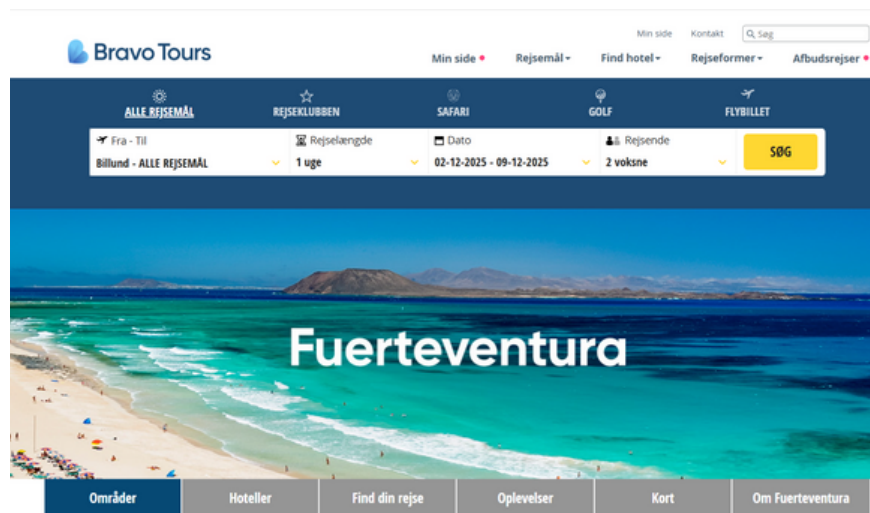 Min side Kontakt Søg
Bravo Tours
Min side Rejsemål Find hotel Rejseformer Afbudsrejser
ALLE REJSEMÅL REJSEKLUBBEN SAFARI GOLF FLYBILLET
Fra - Til Rejselængde Dato Rejsende
Billund - ALLE REJSEMÅL 1 uge 02-12-2025 - 09-12-2025 2 voksne SØG
Fuerteventura
Områder Hoteller Find din rejse Oplevelser Kort Om Fuerteventura